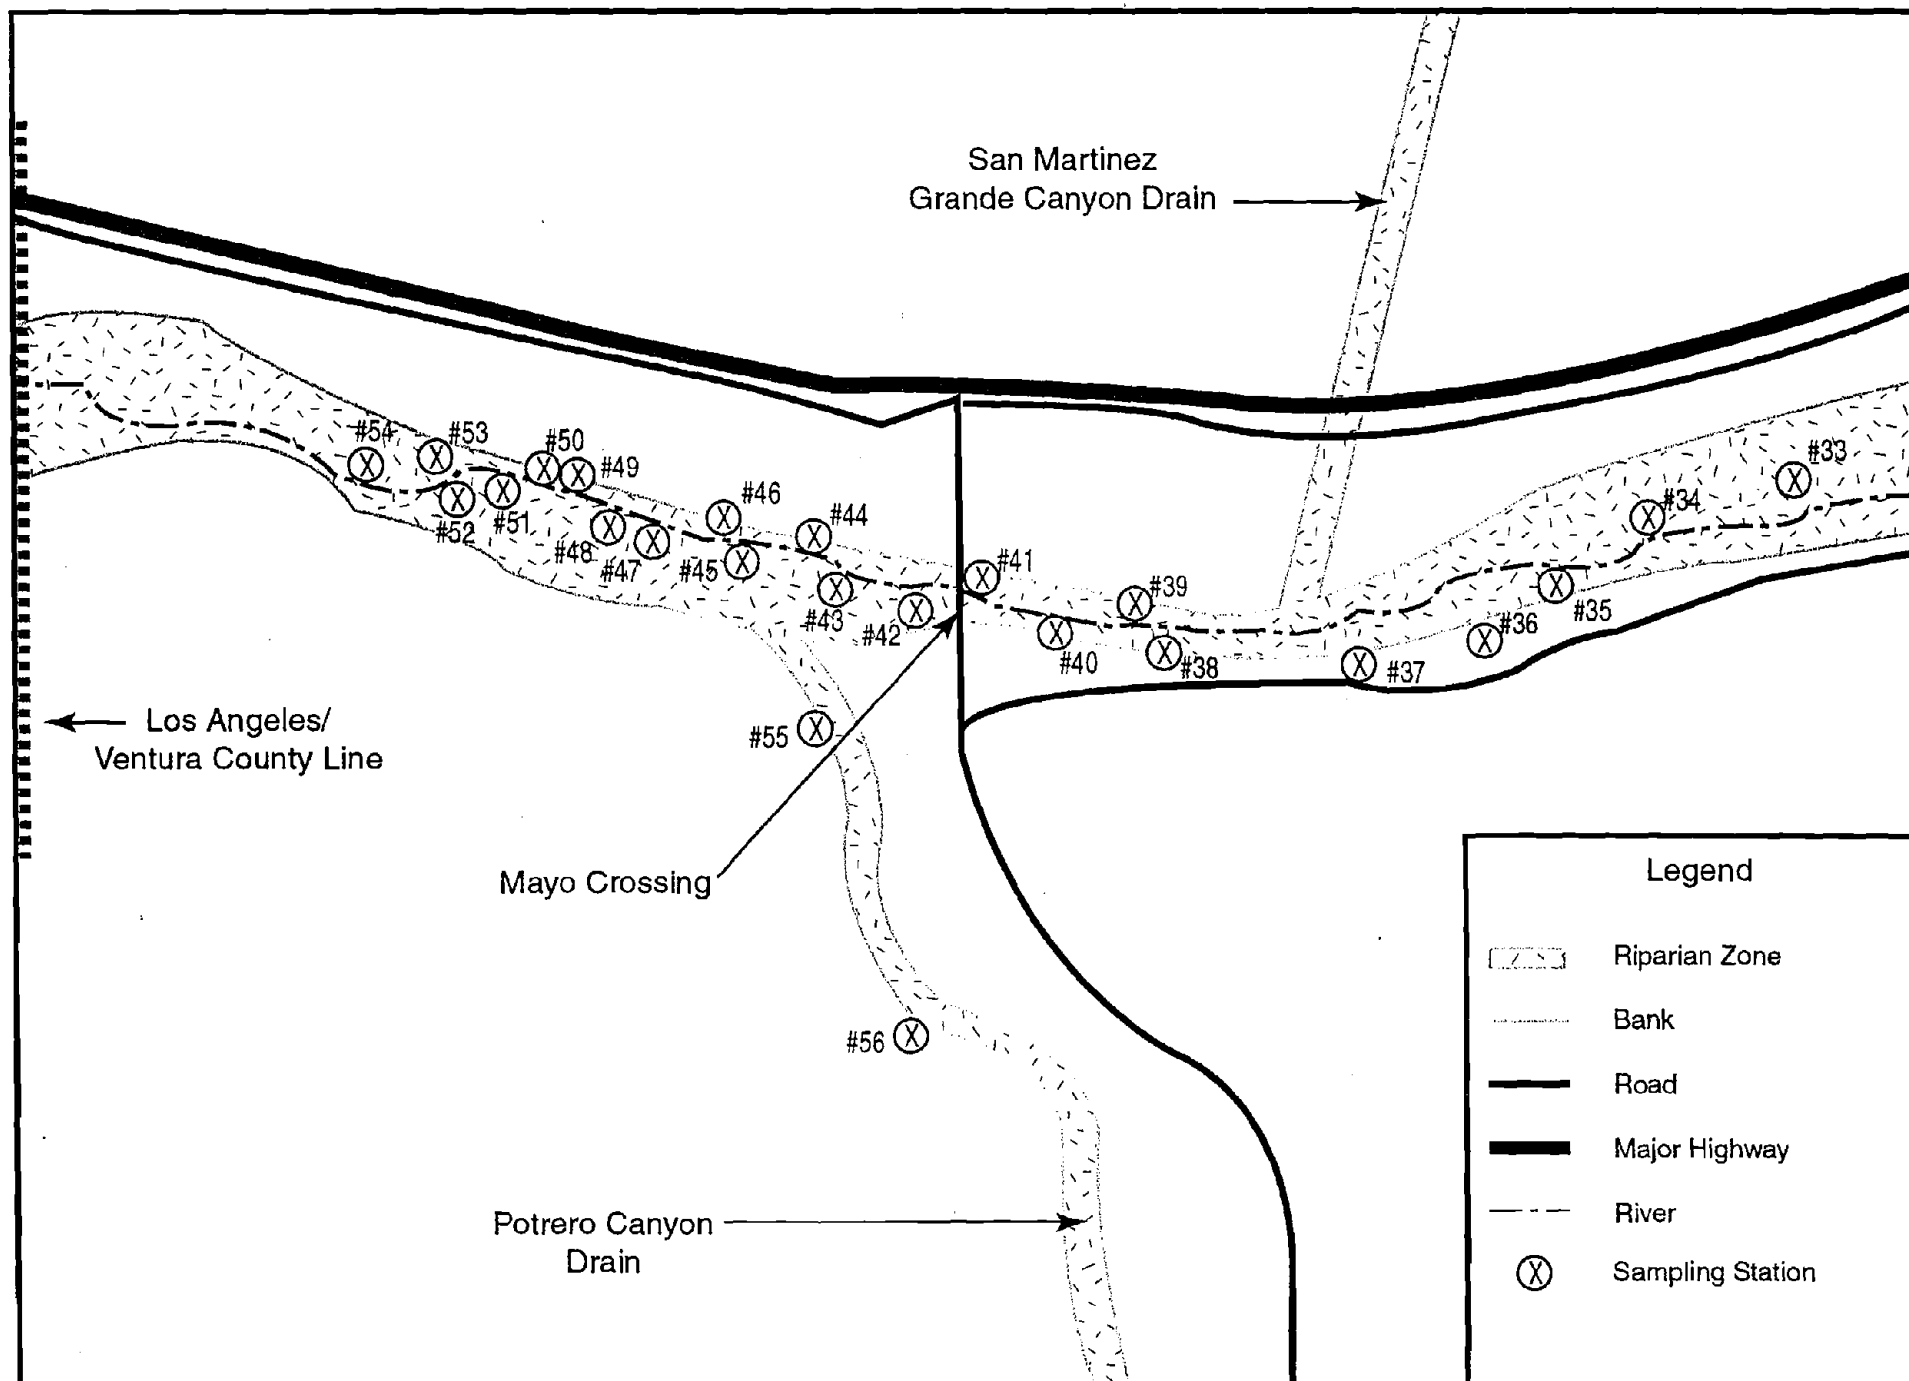 San Martinez
Grande Canyon Drain
#54
#53
#50
#49
#46
#44
#33
#34
#52
#51
#48
#47
#45
#43
#42
#41
#39
#40
#38
#35
#36
#37
#55
Los Angeles/
Ventura County Line
Mayo Crossing
#56
Potrero Canyon
Drain
Legend
Riparian Zone
Bank
Road
Major Highway
River
Sampling Station